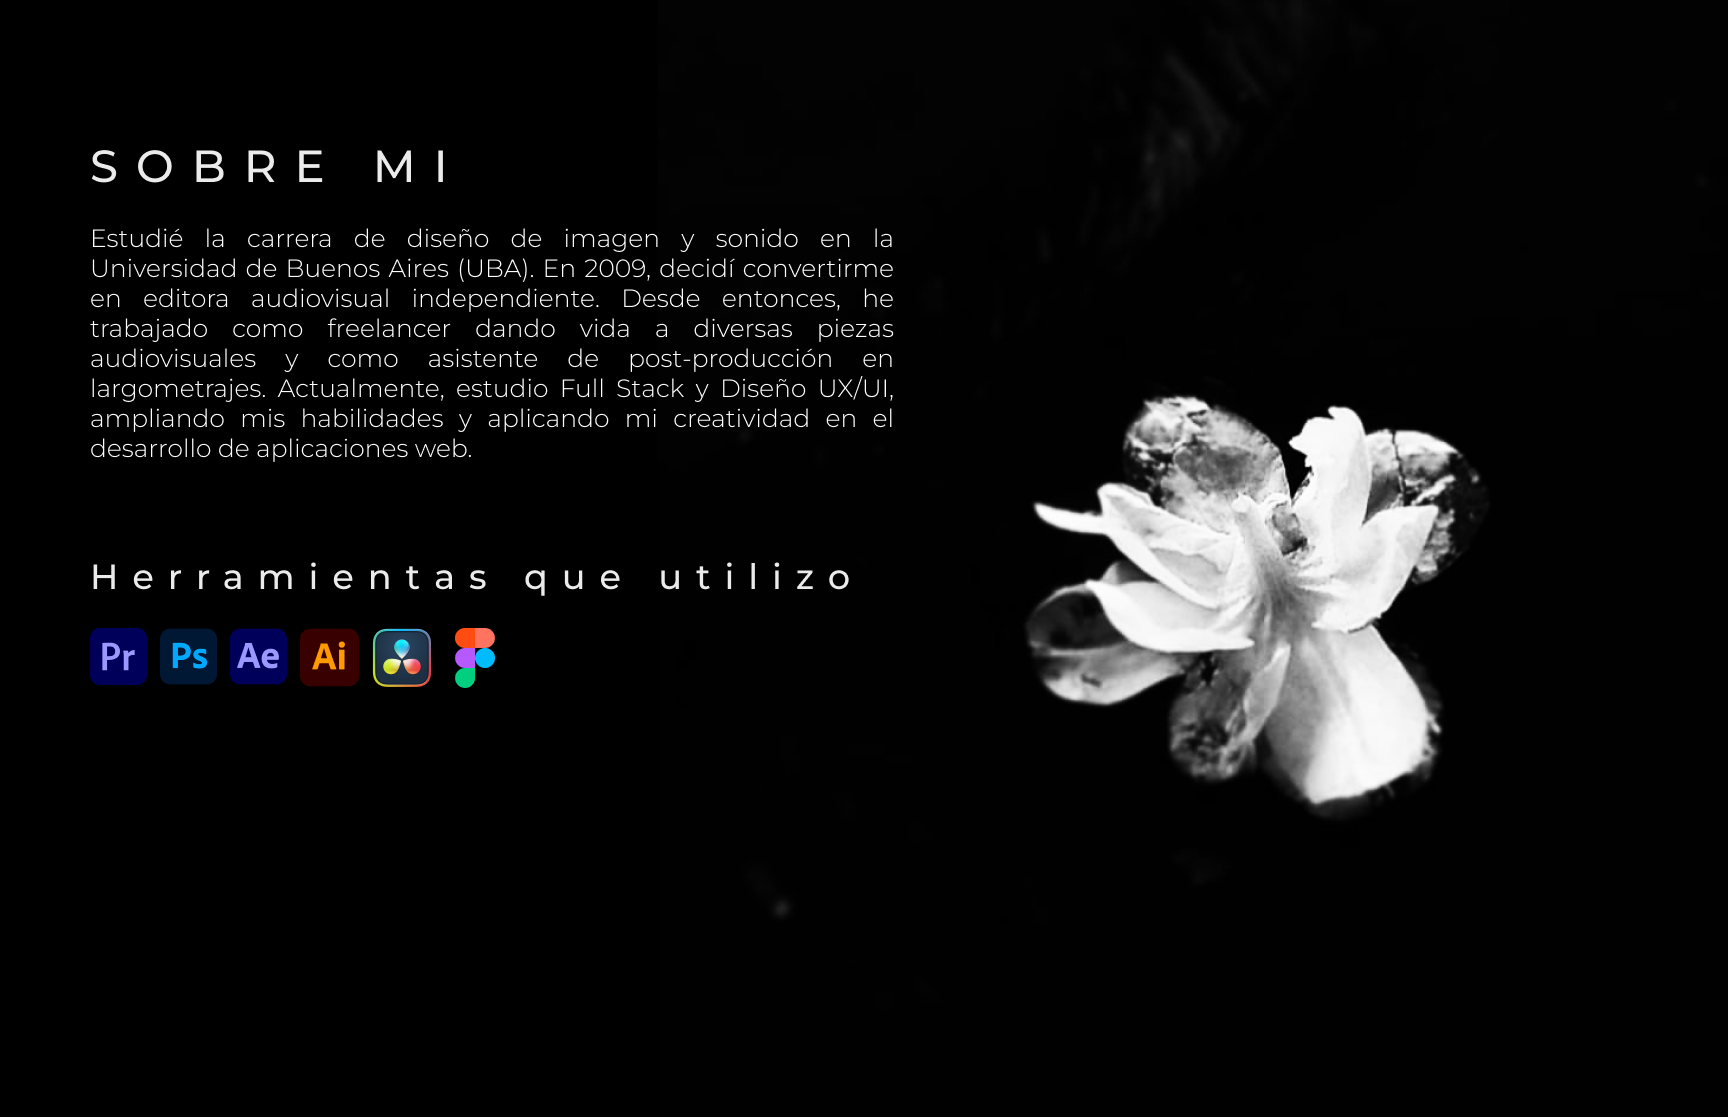 SOBRE MI
Estudié la carrera de diseño de imagen y sonido en la
Universidad de Buenos Aires (UBA). En 2009, decidí convertirme
en editora audiovisual independiente. Desde entonces, he
trabajado como freelancer dando vida a diversas piezas
audiovisuales y como asistente de post-producción en
largometrajes. Actualmente, estudio Full Stack y Diseño UX/UI,
ampliando mis habilidades y aplicando mi creatividad en el
desarrollo de aplicaciones web.
Herramientas que utilizo
Pr Ps Ae Ai